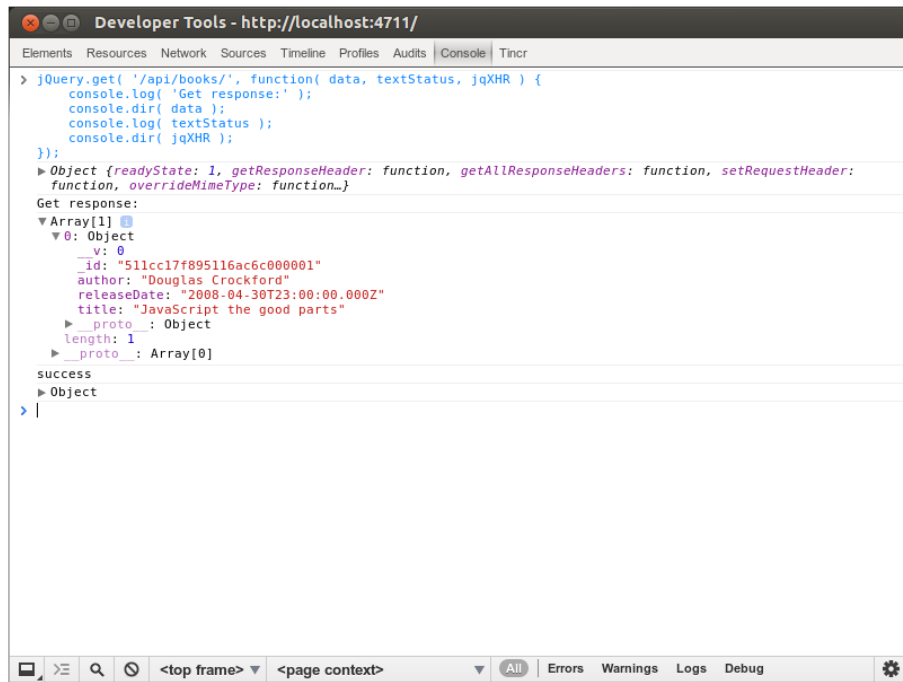 Developer Tools - http://localhost:4711/
Elements Resources Network Sources Timeline Profiles Audits Console Tincr
> jQuery.get( '/api/books/', function( data, textStatus, jqXHR ) {
console.log( 'Get response:' );
console.dir( data );
console.log( textStatus );
console.dir( jqXHR );
});
▶ Object {readyState: 1, getResponseHeader: function, getAllResponseHeaders: function, setRequestHeader:
function, overrideMimeType: function…}
Get response:
▼ Array[1] i
▼ 0: Object
__v: 0
_id: "511cc17f895116ac6c000001"
author: "Douglas Crockford"
releaseDate: "2008-04-30T23:00:00.000Z"
title: "JavaScript the good parts"
▶ __proto__: Object
length: 1
▶ __proto__: Array[0]
success
▶ Object
>
<top frame> ▼ <page context> ▼ All Errors Warnings Logs Debug